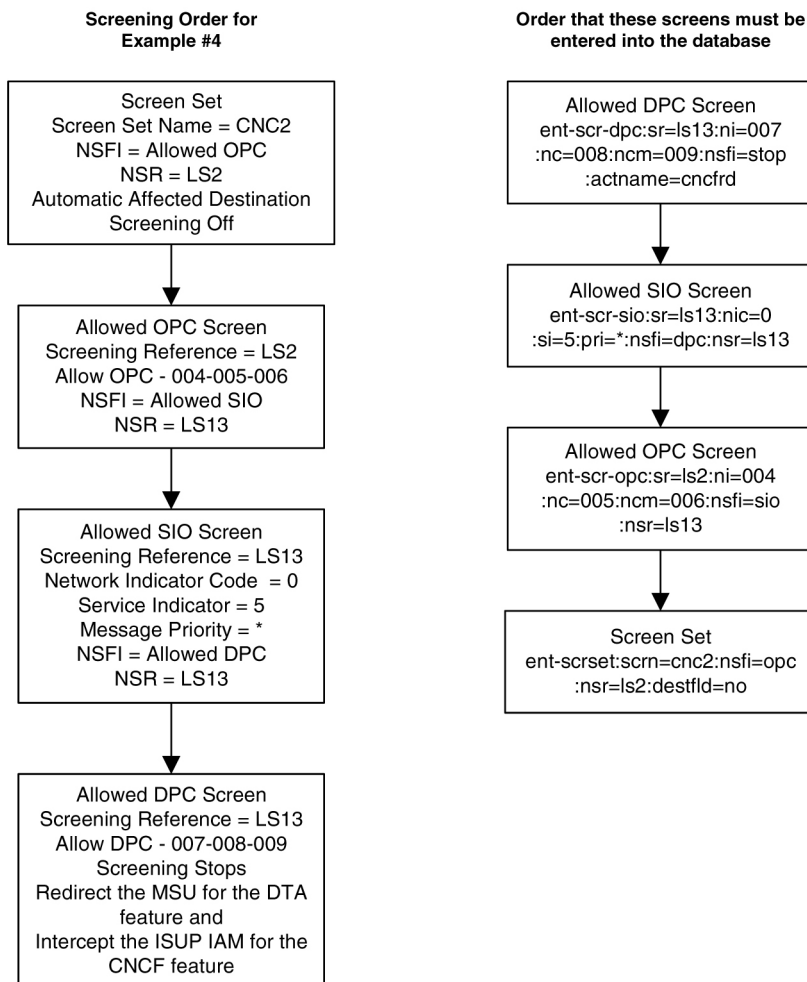 Screening Order for
Example #4
Screen Set
Screen Set Name = CNC2
NSFI = Allowed OPC
NSR = LS2
Automatic Affected Destination
Screening Off
Allowed OPC Screen
Screening Reference = LS2
Allow OPC - 004-005-006
NSFI = Allowed SIO
NSR = LS13
Allowed SIO Screen
Screening Reference = LS13
Network Indicator Code  = 0
Service Indicator = 5
Message Priority = *
NSFI = Allowed DPC
NSR = LS13
Allowed DPC Screen
Screening Reference = LS13
Allow DPC - 007-008-009
Screening Stops
Redirect the MSU for the DTA
feature and
Intercept the ISUP IAM for the
CNCF feature
Order that these screens must be
entered into the database
Allowed DPC Screen
ent-scr-dpc:sr=ls13:ni=007
:nc=008:ncm=009:nsfi=stop
:actname=cncfrd
Allowed SIO Screen
ent-scr-sio:sr=ls13:nic=0
:si=5:pri=*:nsfi=dpc:nsr=ls13
Allowed OPC Screen
ent-scr-opc:sr=ls2:ni=004
:nc=005:ncm=006:nsfi=sio
:nsr=ls13
Screen Set
ent-scrset:scrn=cnc2:nsfi=opc
:nsr=ls2:destfld=no